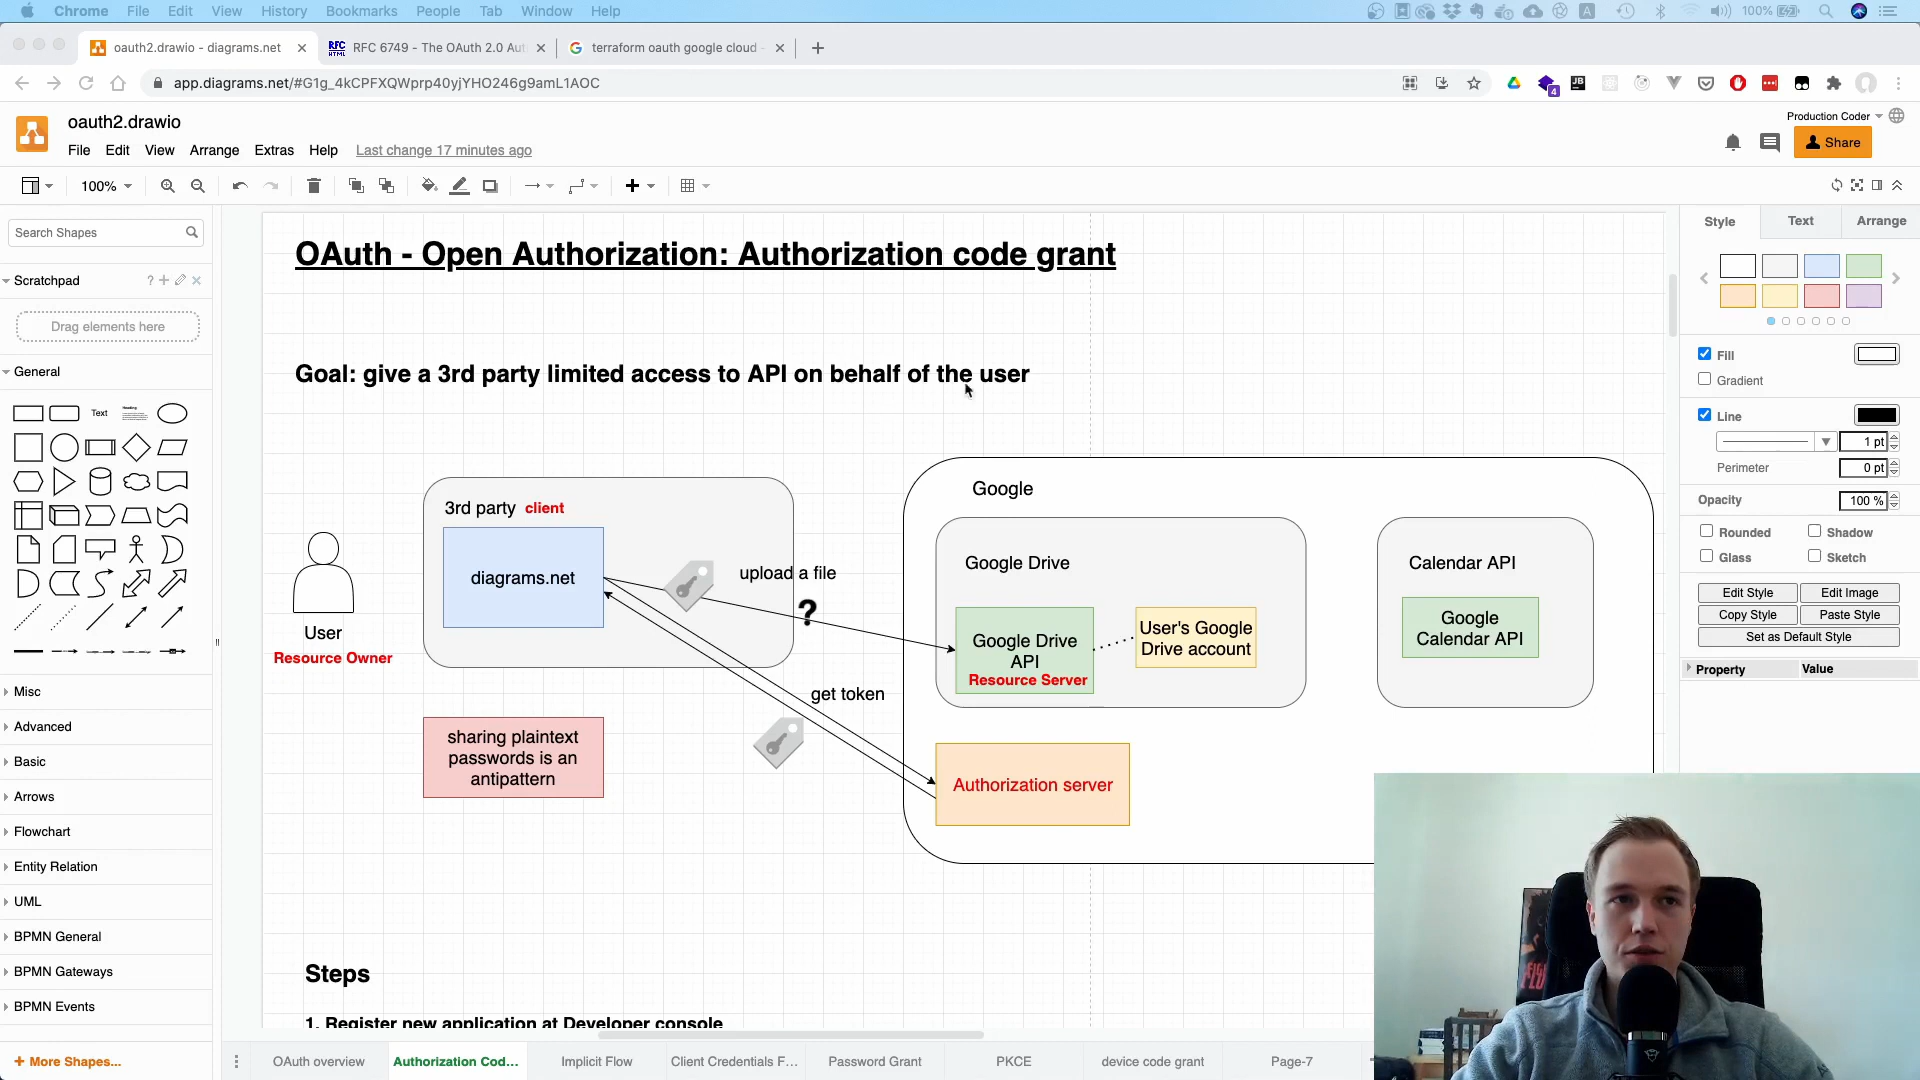 Chrome File Edit View History Bookmarks People Tab Window Help
100%
oauth2.drawio - diagrams.net
RFC 6749 - The OAuth 2.0 Aut
terraform oauth google cloud -
app.diagrams.net/#G1g_4kCPFXQWprp40yjYHO246g9amL1AOC
4
oauth2.drawio
Production Coder
File Edit View Arrange Extras Help Last change 17 minutes ago
Share
100%
Search Shapes
Style Text Arrange
Scratchpad
Drag elements here
General
Text
Heading
Misc
Advanced
Basic
Arrows
Flowchart
Entity Relation
UML
BPMN General
BPMN Gateways
BPMN Events
+ More Shapes...
OAuth - Open Authorization: Authorization code grant
Goal: give a 3rd party limited access to API on behalf of the user
User
Resource Owner
3rd party client
diagrams.net
sharing plaintext
passwords is an
antipattern
upload a file
?
get token
Google
Google Drive
Google Drive
API
Resource Server
User's Google
Drive account
Calendar API
Google
Calendar API
Authorization server
Steps
1. Register new application at Developer console
Fill
Gradient
Line
1 pt
Perimeter 0 pt
Opacity 100 %
Rounded Shadow
Glass Sketch
Edit Style Edit Image
Copy Style Paste Style
Set as Default Style
Property Value
OAuth overview Authorization Cod... Implicit Flow Client Credentials F... Password Grant PKCE device code grant Page-7